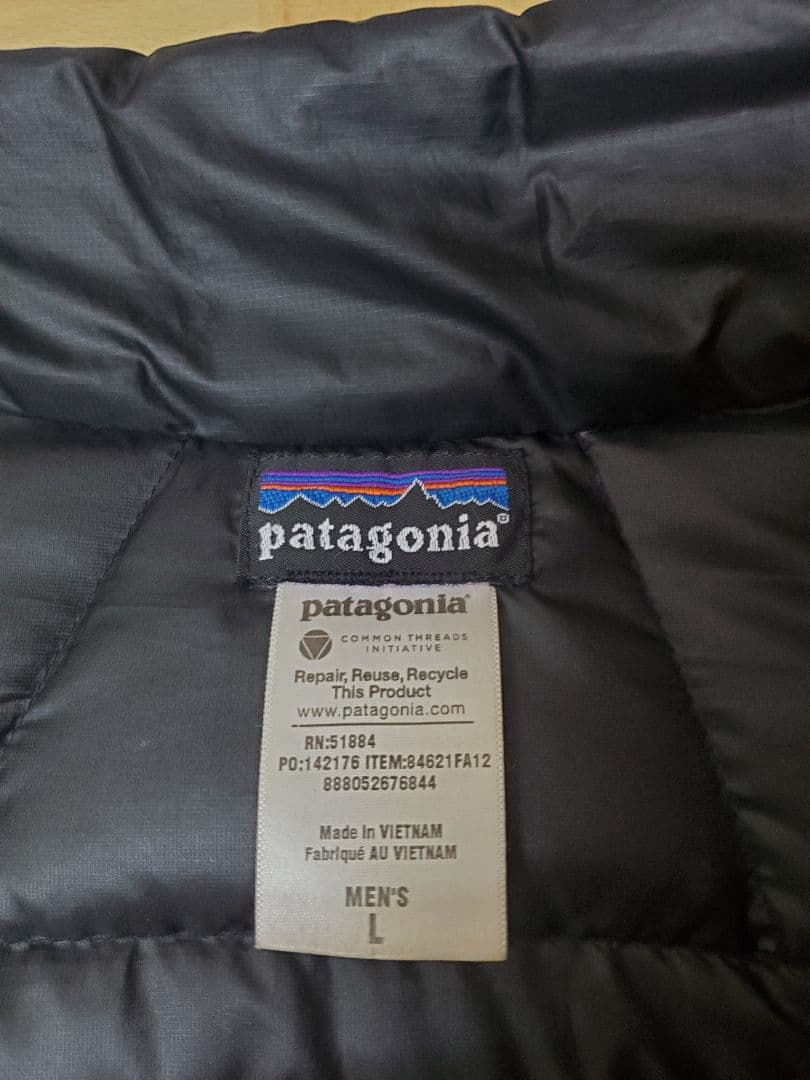 patagonia®
patagonia®
COMMON THREADS
INITIATIVE
Repair, Reuse, Recycle
This Product
www.patagonia.com
RN:51884
PO:142176 ITEM:84621FA12
888052676844
Made In VIETNAM
Fabriqué AU VIETNAM
MEN'S
L